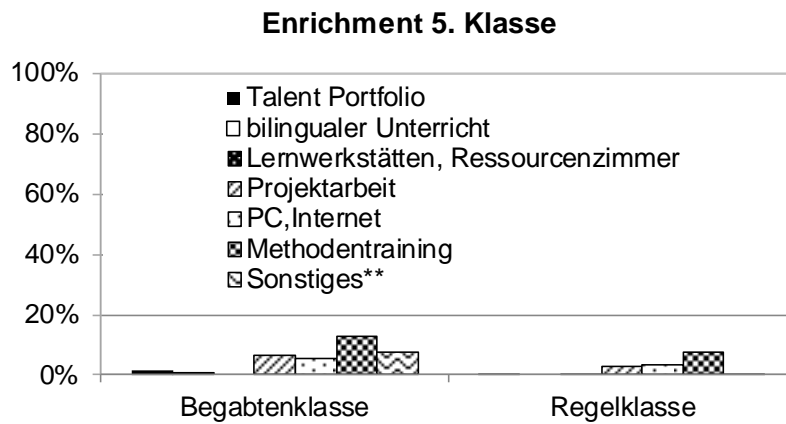 Enrichment 5. Klasse
100%
80%
60%
40%
20%
0%
Talent Portfolio
bilingualer Unterricht
Lernwerkstätten, Ressourcenzimmer
Projektarbeit
PC,Internet
Methodentraining
Sonstiges**
Begabtenklasse
Regelklasse